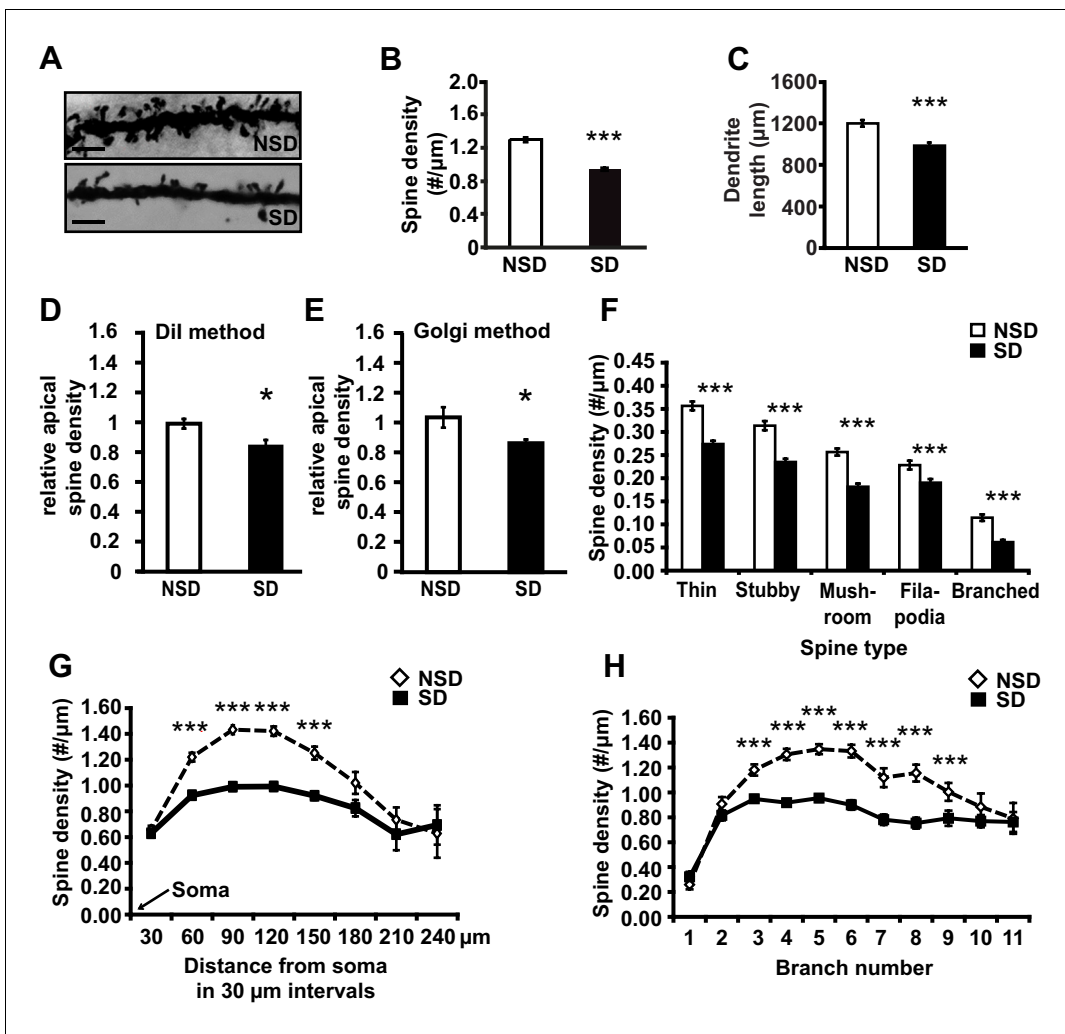 A
NSD
SD
B
Spine density
(#/µm)
2
1.6
1.2
0.8
0.4
0
***
NSD
SD
C
Dendrite
length (µm)
1600
1200
800
400
0
***
NSD
SD
D
DiI method
relative apical
spine density
1.6
1.4
1.2
1
0.8
0.6
0.4
0.2
0
*
NSD
SD
E
Golgi method
relative apical
spine density
1.6
1.4
1.2
1
0.8
0.6
0.4
0.2
0
*
NSD
SD
F
NSD
SD
Spine density (#/µm)
0.45
0.40
0.35
0.30
0.25
0.20
0.15
0.10
0.05
0.00
*** *** *** *** ***
Thin Stubby Mush- Fila- Branched
room podia
Spine type
G
NSD
SD
Spine density (#/µm)
1.60
1.40
1.20
1.00
0.80
0.60
0.40
0.20
0.00
*** *** *** ***
Soma
30 60 90 120 150 180 210 240 µm
Distance from soma
in 30 µm intervals
H
NSD
SD
Spine density (#/µm)
1.60
1.40
1.20
1.00
0.80
0.60
0.40
0.20
0.00
*** *** *** *** *** *** ***
1 2 3 4 5 6 7 8 9 10 11
Branch number